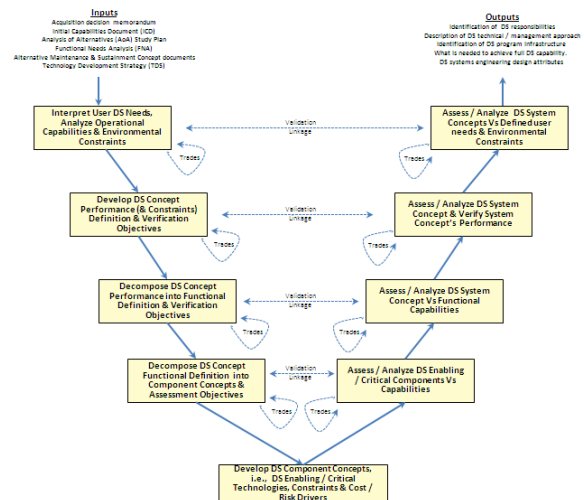 Inputs
Acquisition decision memorandum
Initial Capabilities Document (ICD)
Analysis of Alternatives (AoA) Study Plan
Functional Needs Analysis (FNA)
Alternative Maintenance & Sustainment Concept documents
Technology Development Strategy (TDS)
Outputs
Identification of DS responsibilities
Description of DS technical / management approach
Identification of DS program infrastructure
What is needed to achieve full DS capability.
DS systems engineering design attributes
Interpret User DS Needs,
Analyze Operational
Capabilities & Environmental
Constraints
Validation
Linkage
Assess / Analyze DS System
Concepts Vs Defined user
needs & Environmental
Constraints
Trades
Trades
Develop DS Concept
Performance (& Constraints)
Definition & Verification
Objectives
Validation
Linkage
Assess / Analyze DS System
Concept & Verify System
Concept's Performance
Trades
Trades
Decompose DS Concept
Performance into Functional
Definition & Verification
Objectives
Validation
Linkage
Assess / Analyze DS System
Concept Vs Functional
Capabilities
Trades
Trades
Decompose DS Concept
Functional Definition into
Component Concepts &
Assessment Objectives
Validation
Linkage
Assess / Analyze DS Enabling
/ Critical Components Vs
Capabilities
Trades
Trades
Develop DS Component Concepts,
i.e., DS Enabling / Critical
Technologies, Constraints & Cost /
Risk Drivers